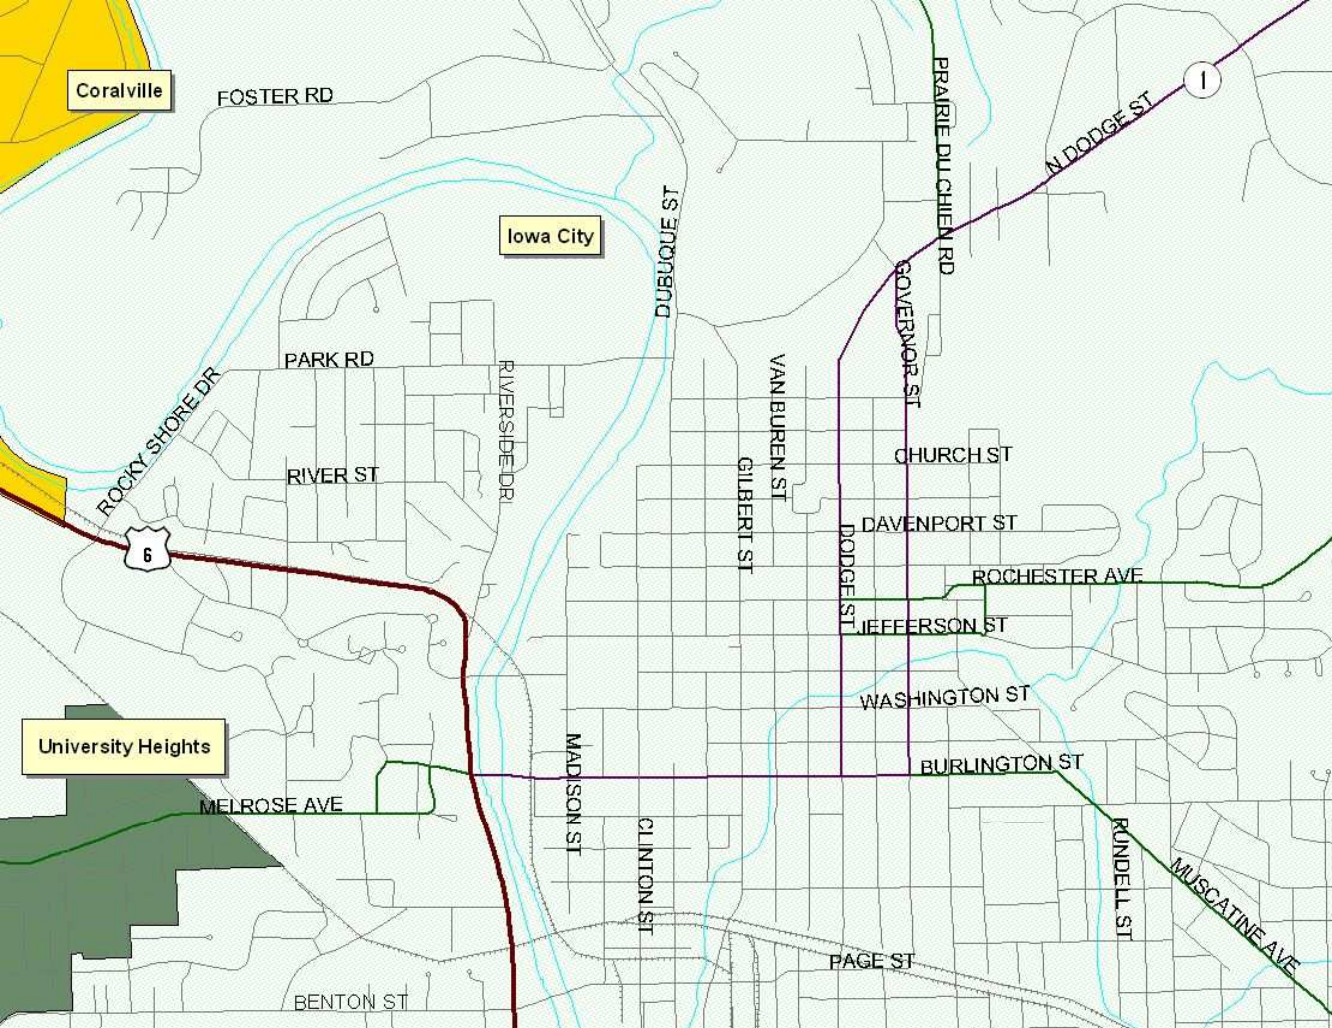 Coralville
FOSTER RD
1
N DODGE ST
PRAIRIE DU CHIEN RD
Iowa City
DUBUQUE ST
GOVERNOR ST
PARK RD
RIVERSIDE DR
VAN BUREN ST
ROCKY SHORE DR
RIVER ST
GILBERT ST
CHURCH ST
DAVENPORT ST
DODGE ST
6
ROCHESTER AVE
JEFFERSON ST
WASHINGTON ST
University Heights
MADISON ST
BURLINGTON ST
MELROSE AVE
CLINTON ST
RUNDELL ST
MUSCATINE AVE
PAGE ST
BENTON ST